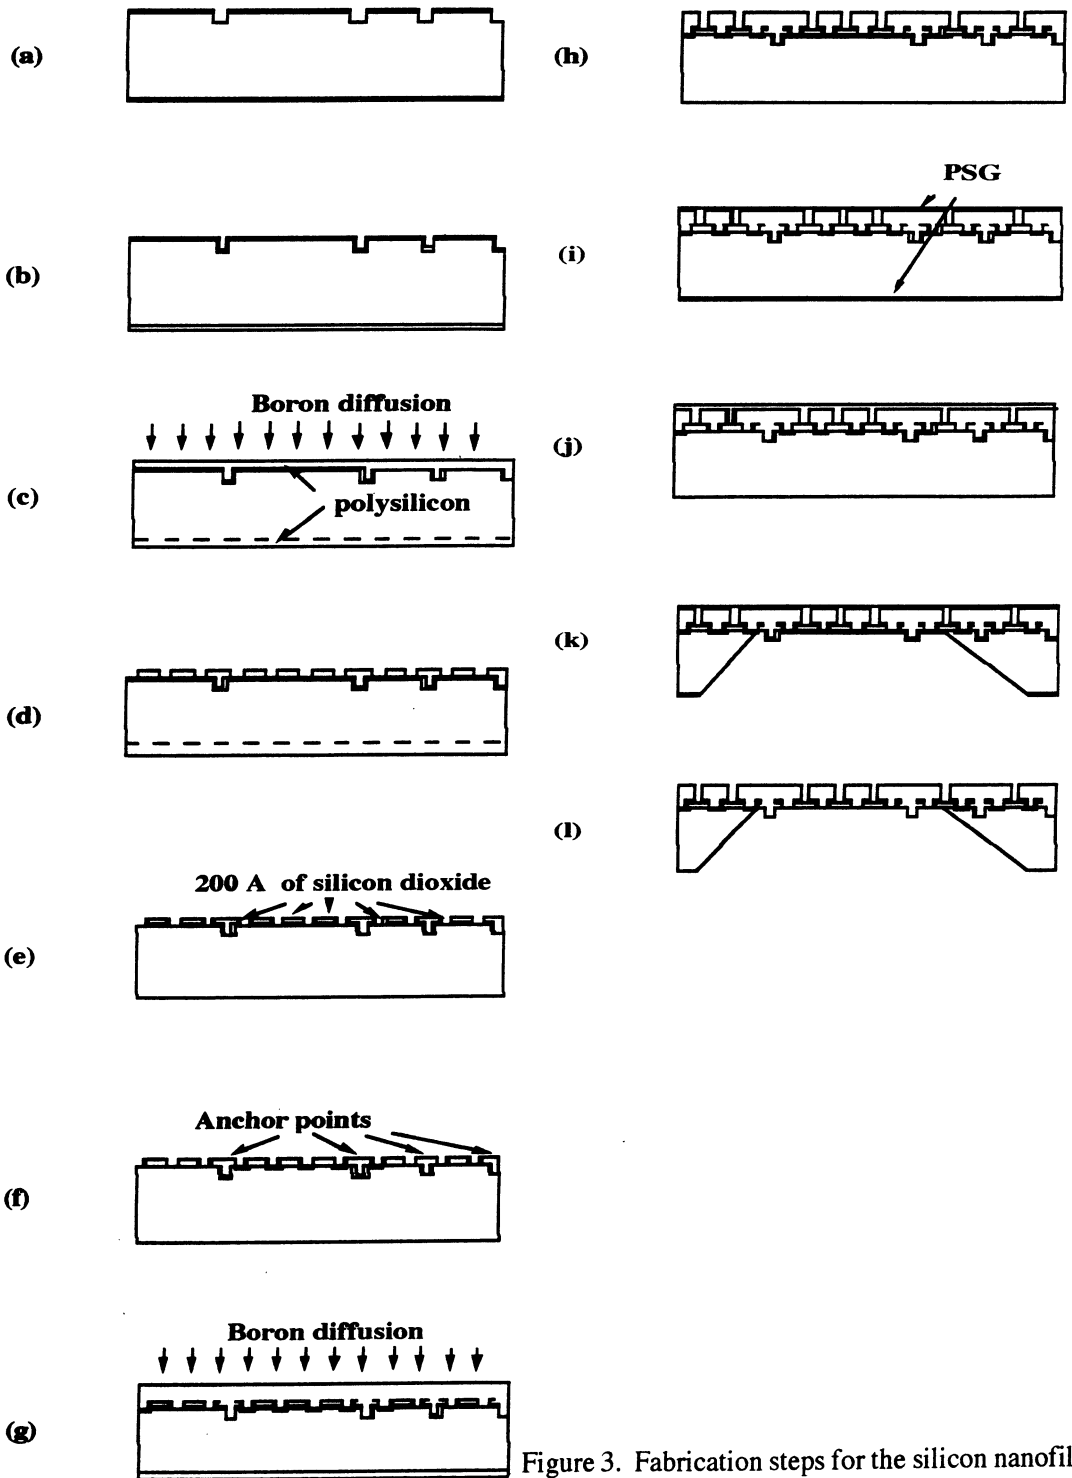 (a)
(b)
Boron diffusion
(c)
polysilicon
(d)
200 A of silicon dioxide
(e)
Anchor points
(f)
Boron diffusion
(g)
(h)
PSG
(i)
(j)
(k)
(l)
Figure 3. Fabrication steps for the silicon nanofil